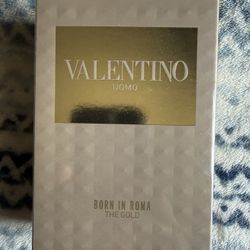 VALENTINO
UOMO
BORN IN ROMA
THE GOLD